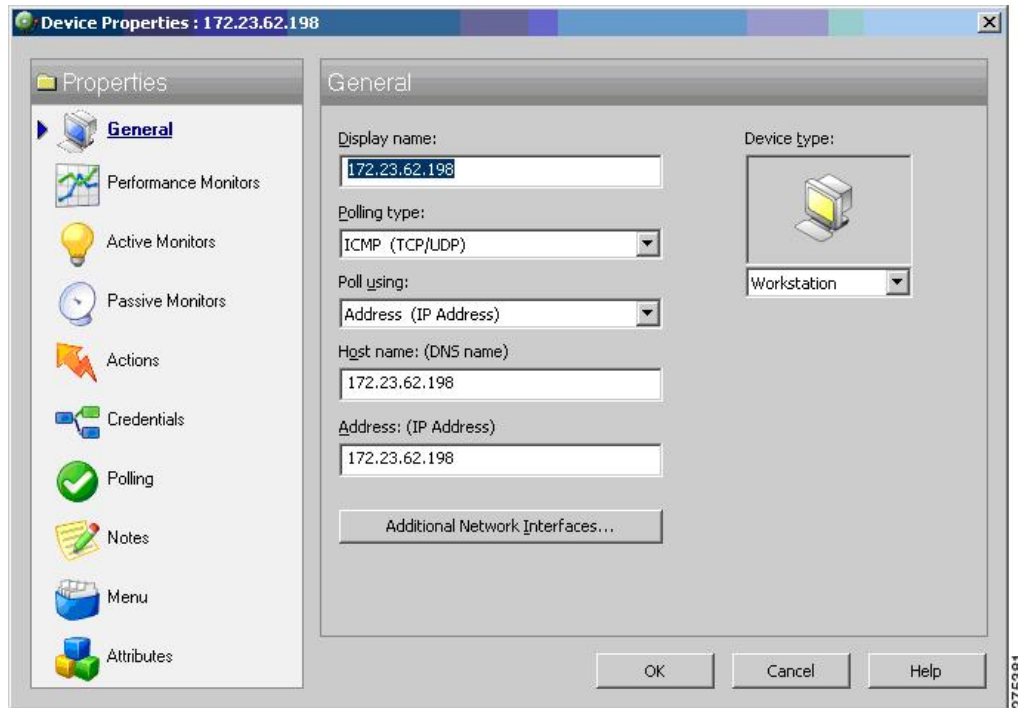 Device Properties : 172.23.62.198
Properties
General
Performance Monitors
Active Monitors
Passive Monitors
Actions
Credentials
Polling
Notes
Menu
Attributes
General
Display name:
172.23.62.198
Polling type:
ICMP (TCP/UDP)
Poll using:
Address (IP Address)
Host name: (DNS name)
172.23.62.198
Address: (IP Address)
172.23.62.198
Additional Network Interfaces...
Device type:
Workstation
OK
Cancel
Help
275381